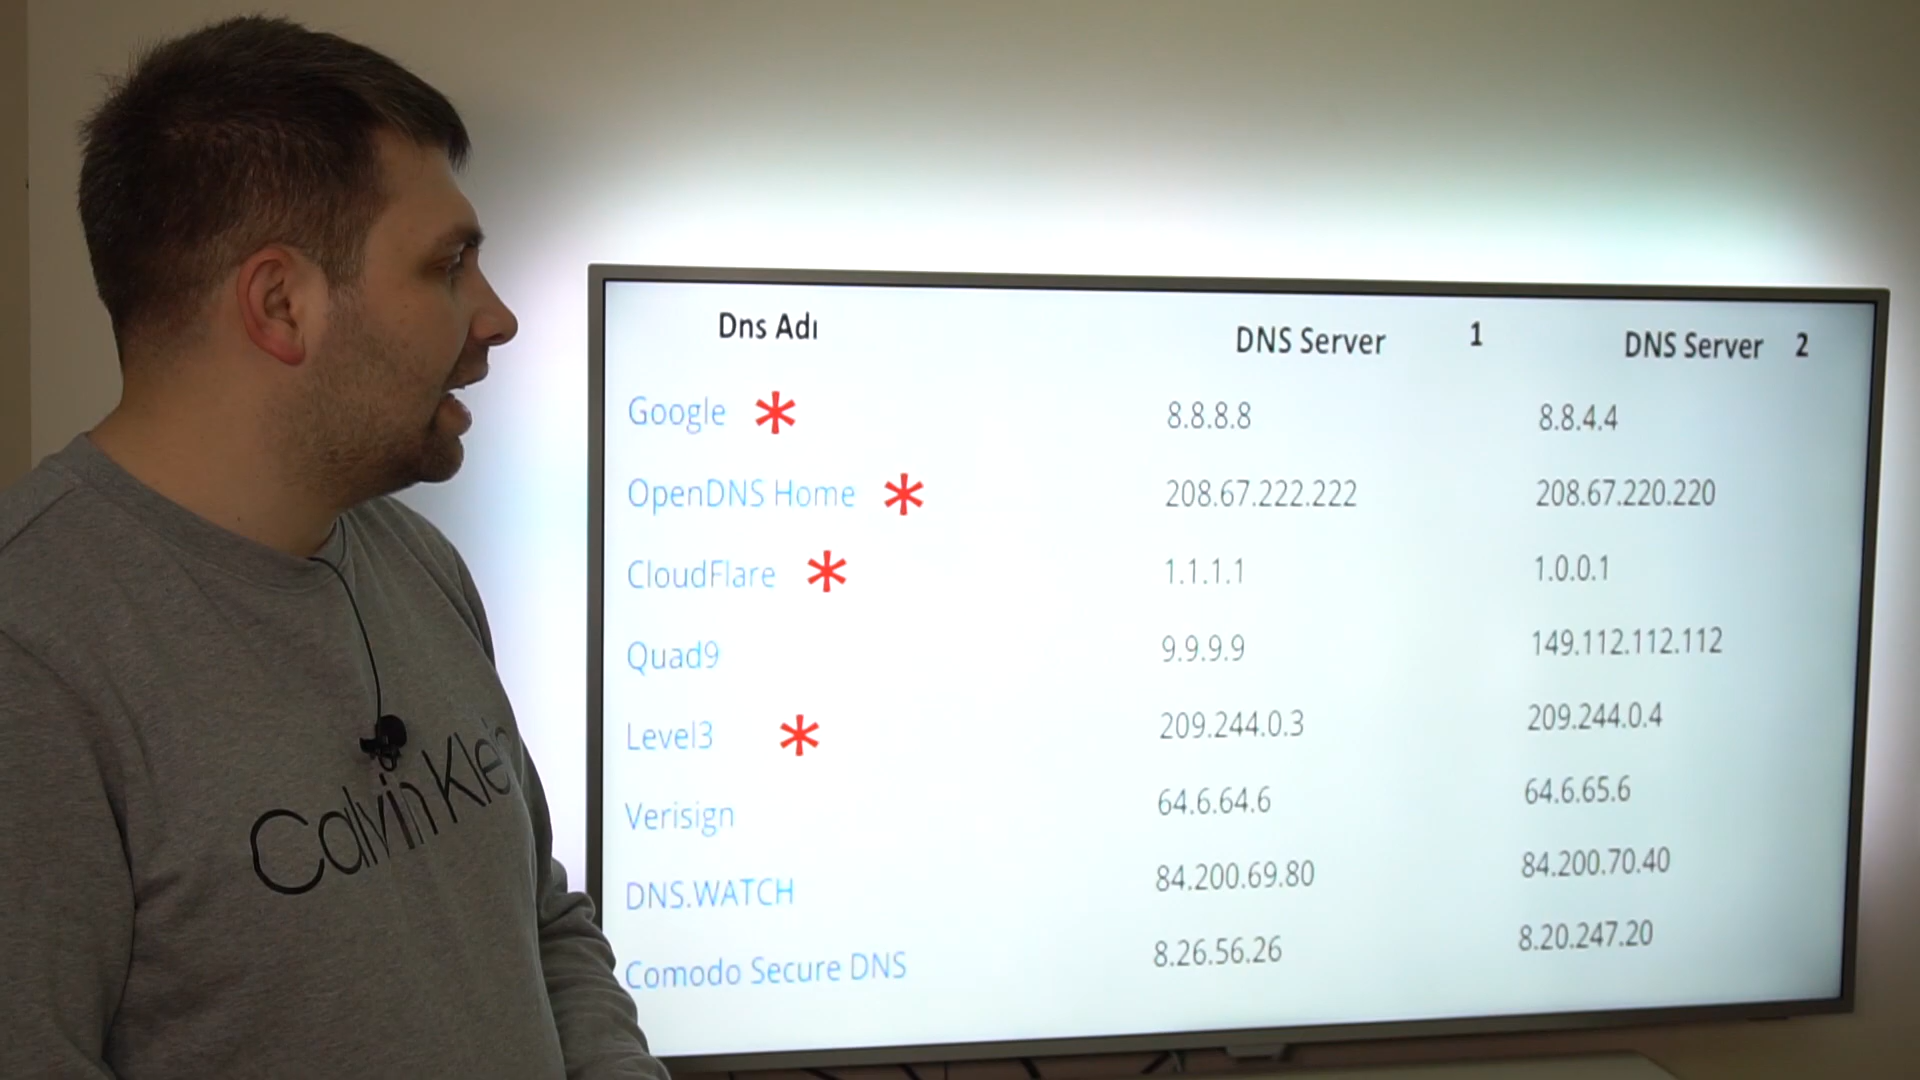 Dns Adı DNS Server 1 DNS Server 2
Google * 8.8.8.8 8.8.4.4
OpenDNS Home * 208.67.222.222 208.67.220.220
CloudFlare * 1.1.1.1 1.0.0.1
Quad9 9.9.9.9 149.112.112.112
Level3 * 209.244.0.3 209.244.0.4
Verisign 64.6.64.6 64.6.65.6
DNS.WATCH 84.200.69.80 84.200.70.40
Comodo Secure DNS 8.26.56.26 8.20.247.20
Calvin Klein